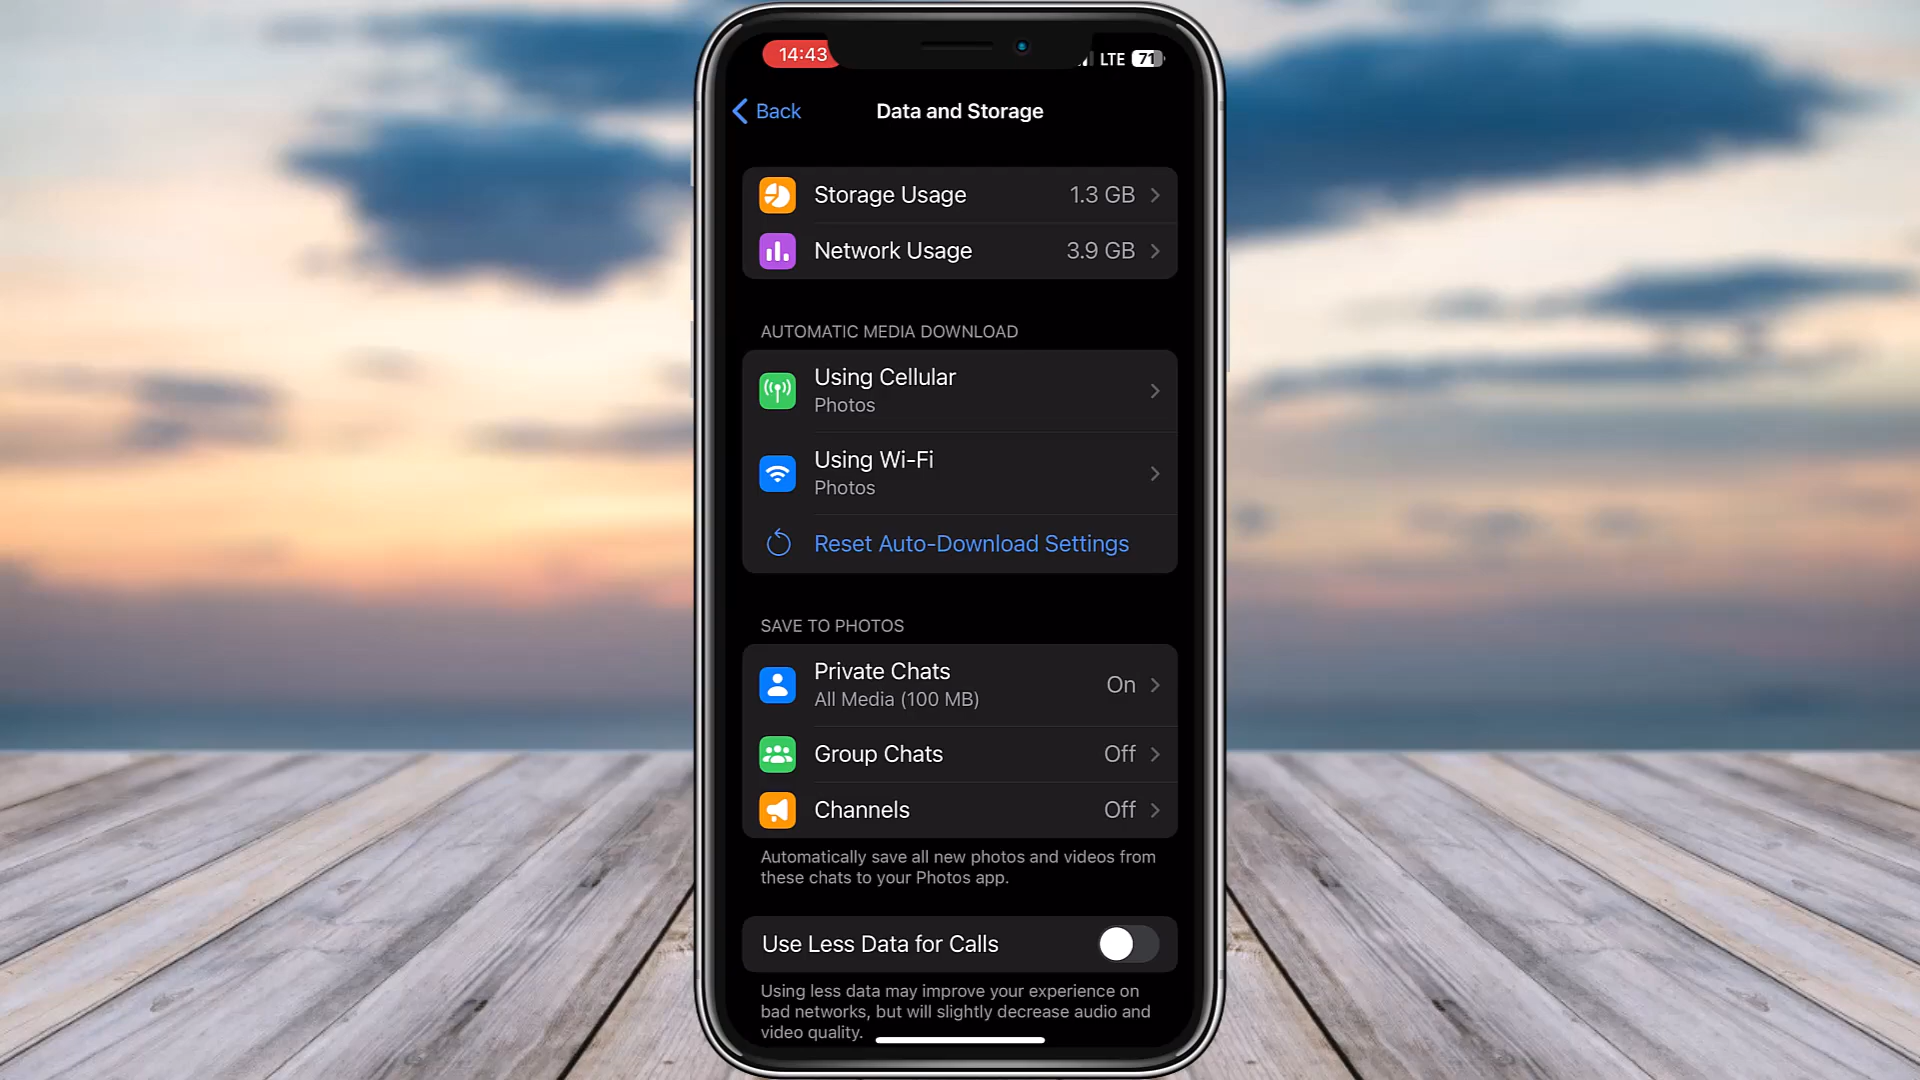 14:43
LTE 71
Back
Data and Storage
Storage Usage 1.3 GB
Network Usage 3.9 GB
AUTOMATIC MEDIA DOWNLOAD
Using Cellular
Photos
Using Wi-Fi
Photos
Reset Auto-Download Settings
SAVE TO PHOTOS
Private Chats
All Media (100 MB)
On
Group Chats Off
Channels Off
Automatically save all new photos and videos from
these chats to your Photos app.
Use Less Data for Calls
Using less data may improve your experience on
bad networks, but will slightly decrease audio and
video quality.